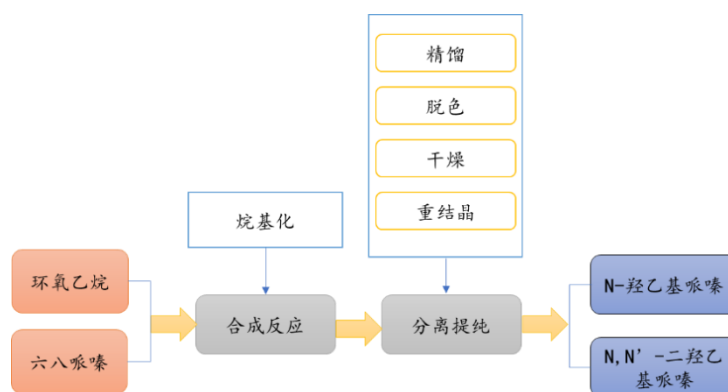 精馏
脱色
干燥
重结晶
烷基化
环氧乙烷
六八哌嗪
合成反应
分离提纯
N-羟乙基哌嗪
N,N’-二羟乙
基哌嗪